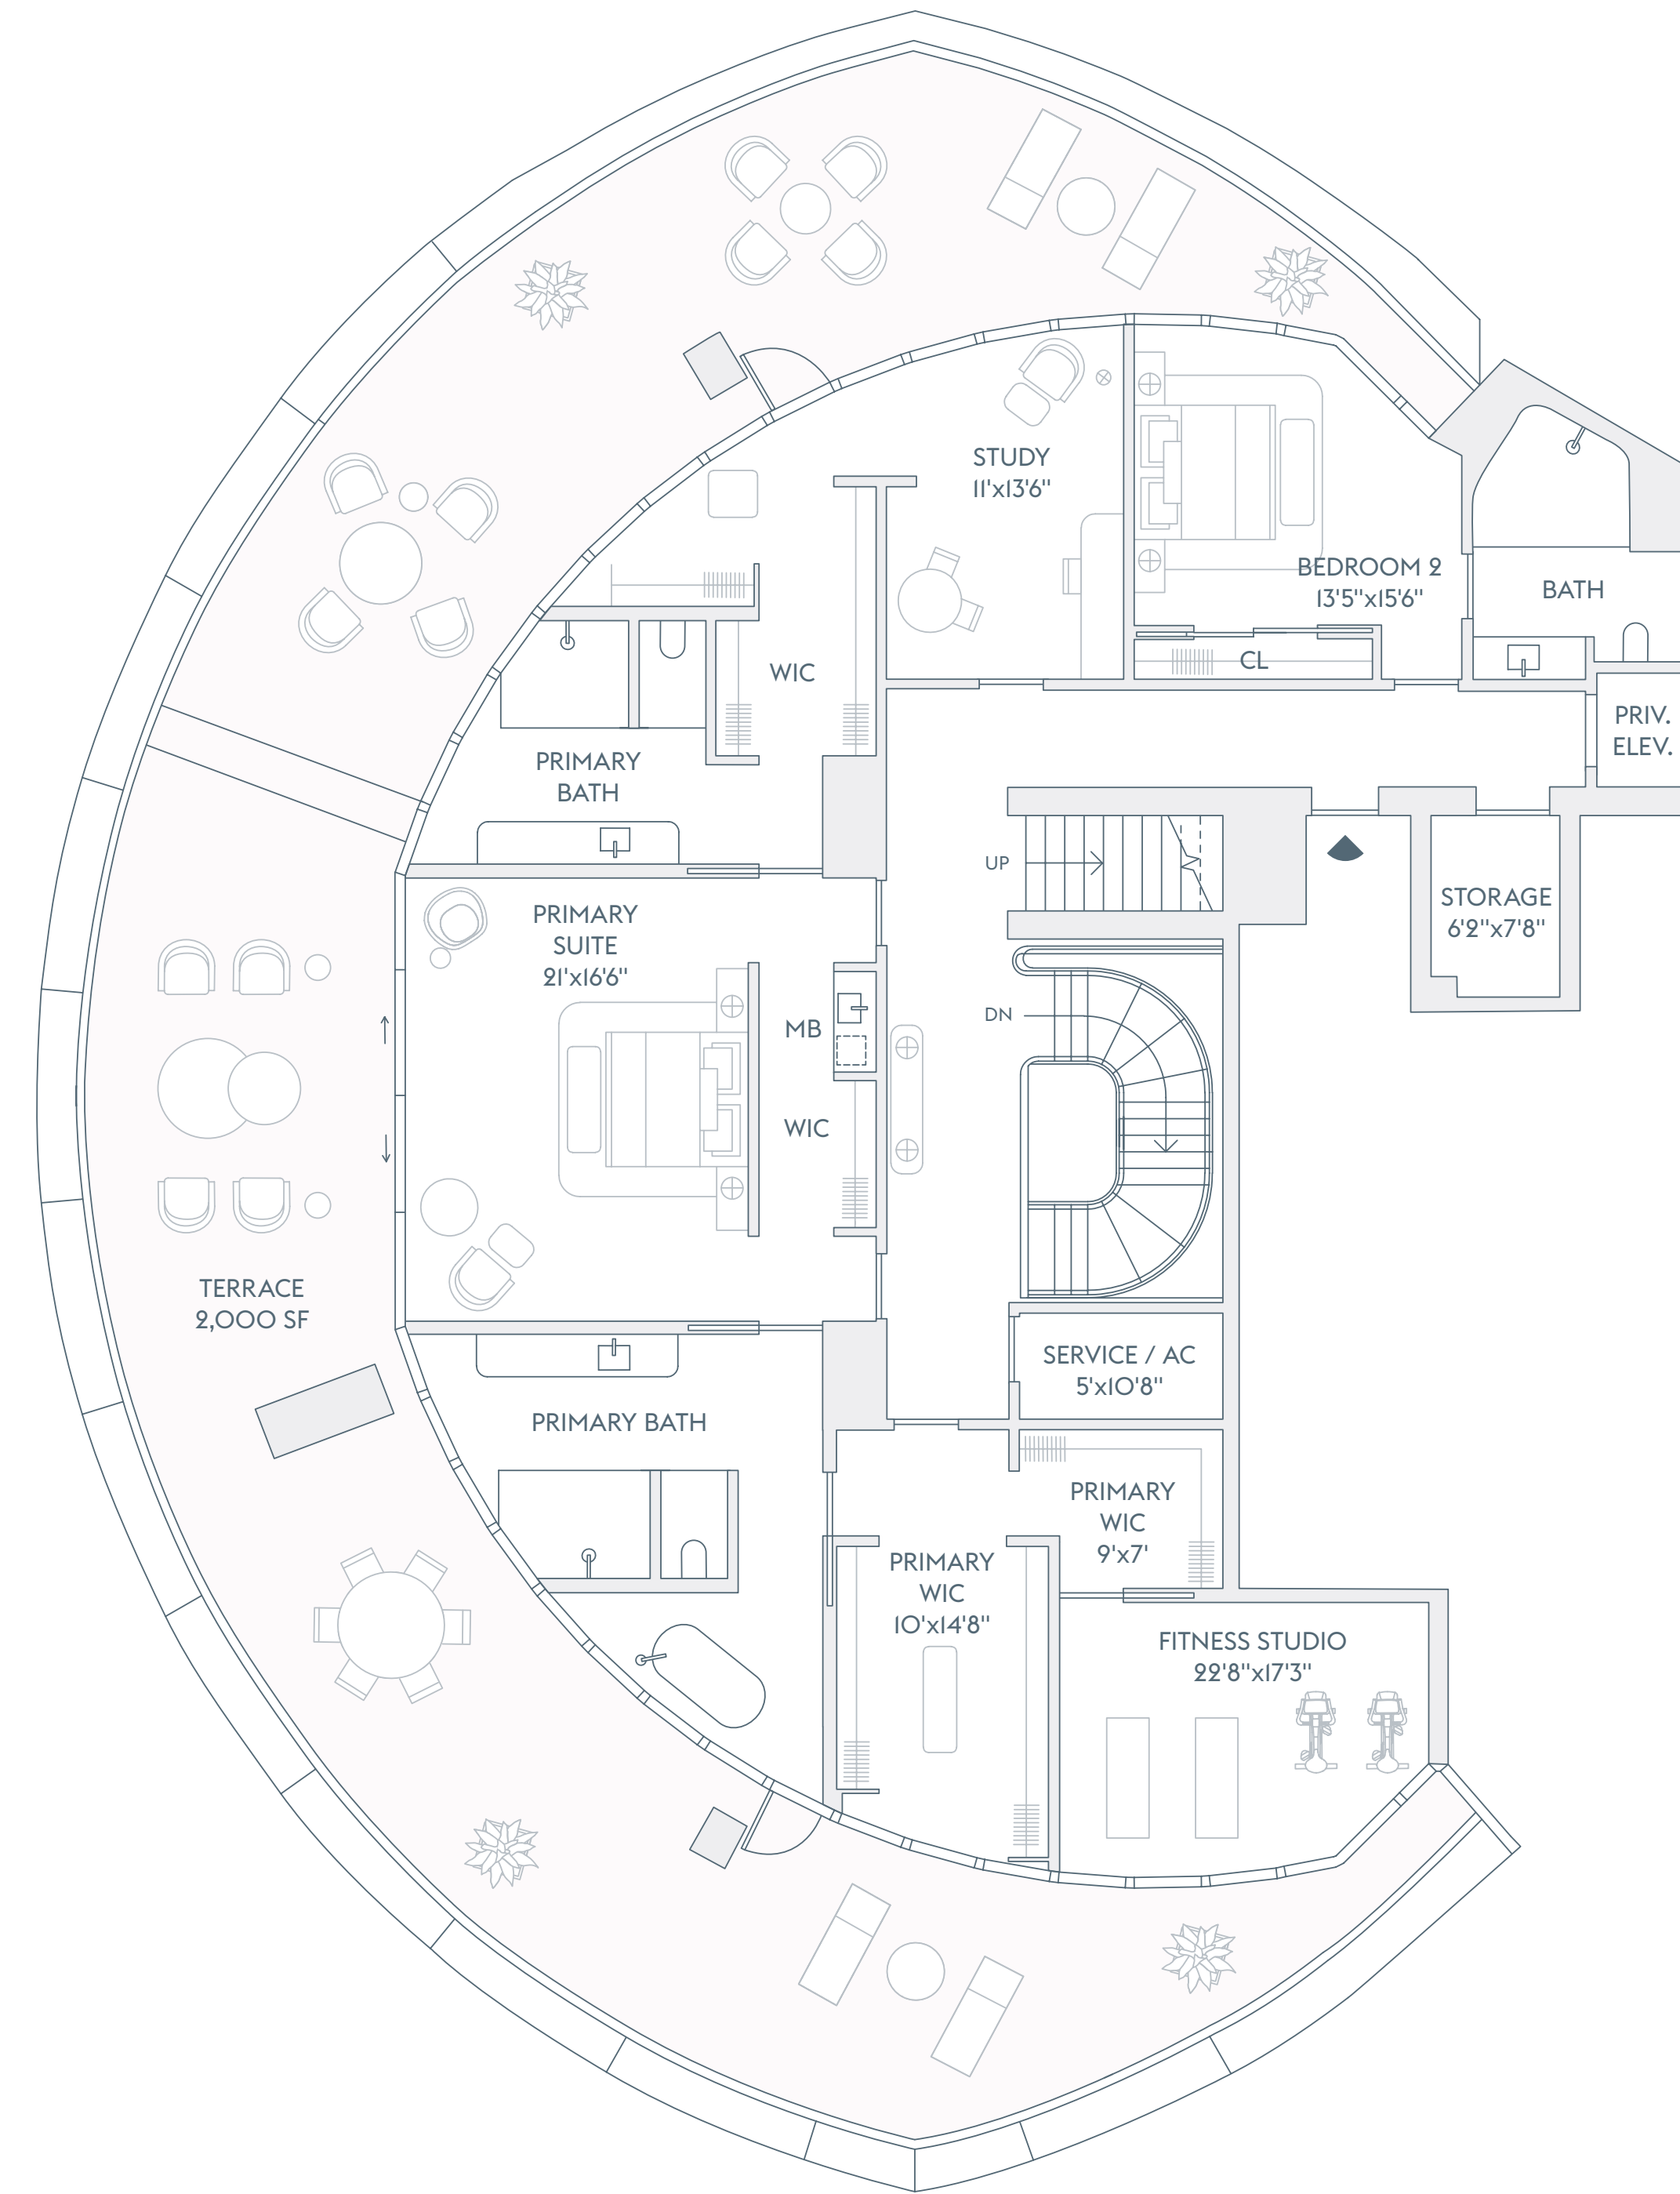 STUDY
11'x13'6"
BEDROOM 2
13'5"x15'6"
BATH
CL
WIC
PRIV.
ELEV.
PRIMARY
BATH
UP
STORAGE
6'2"x7'8"
PRIMARY
SUITE
21'x16'6"
MB
DN
WIC
TERRACE
2,000 SF
SERVICE / AC
5'x10'8"
PRIMARY BATH
PRIMARY
WIC
9'x7'
PRIMARY
WIC
10'x14'8"
FITNESS STUDIO
22'8"x17'3"